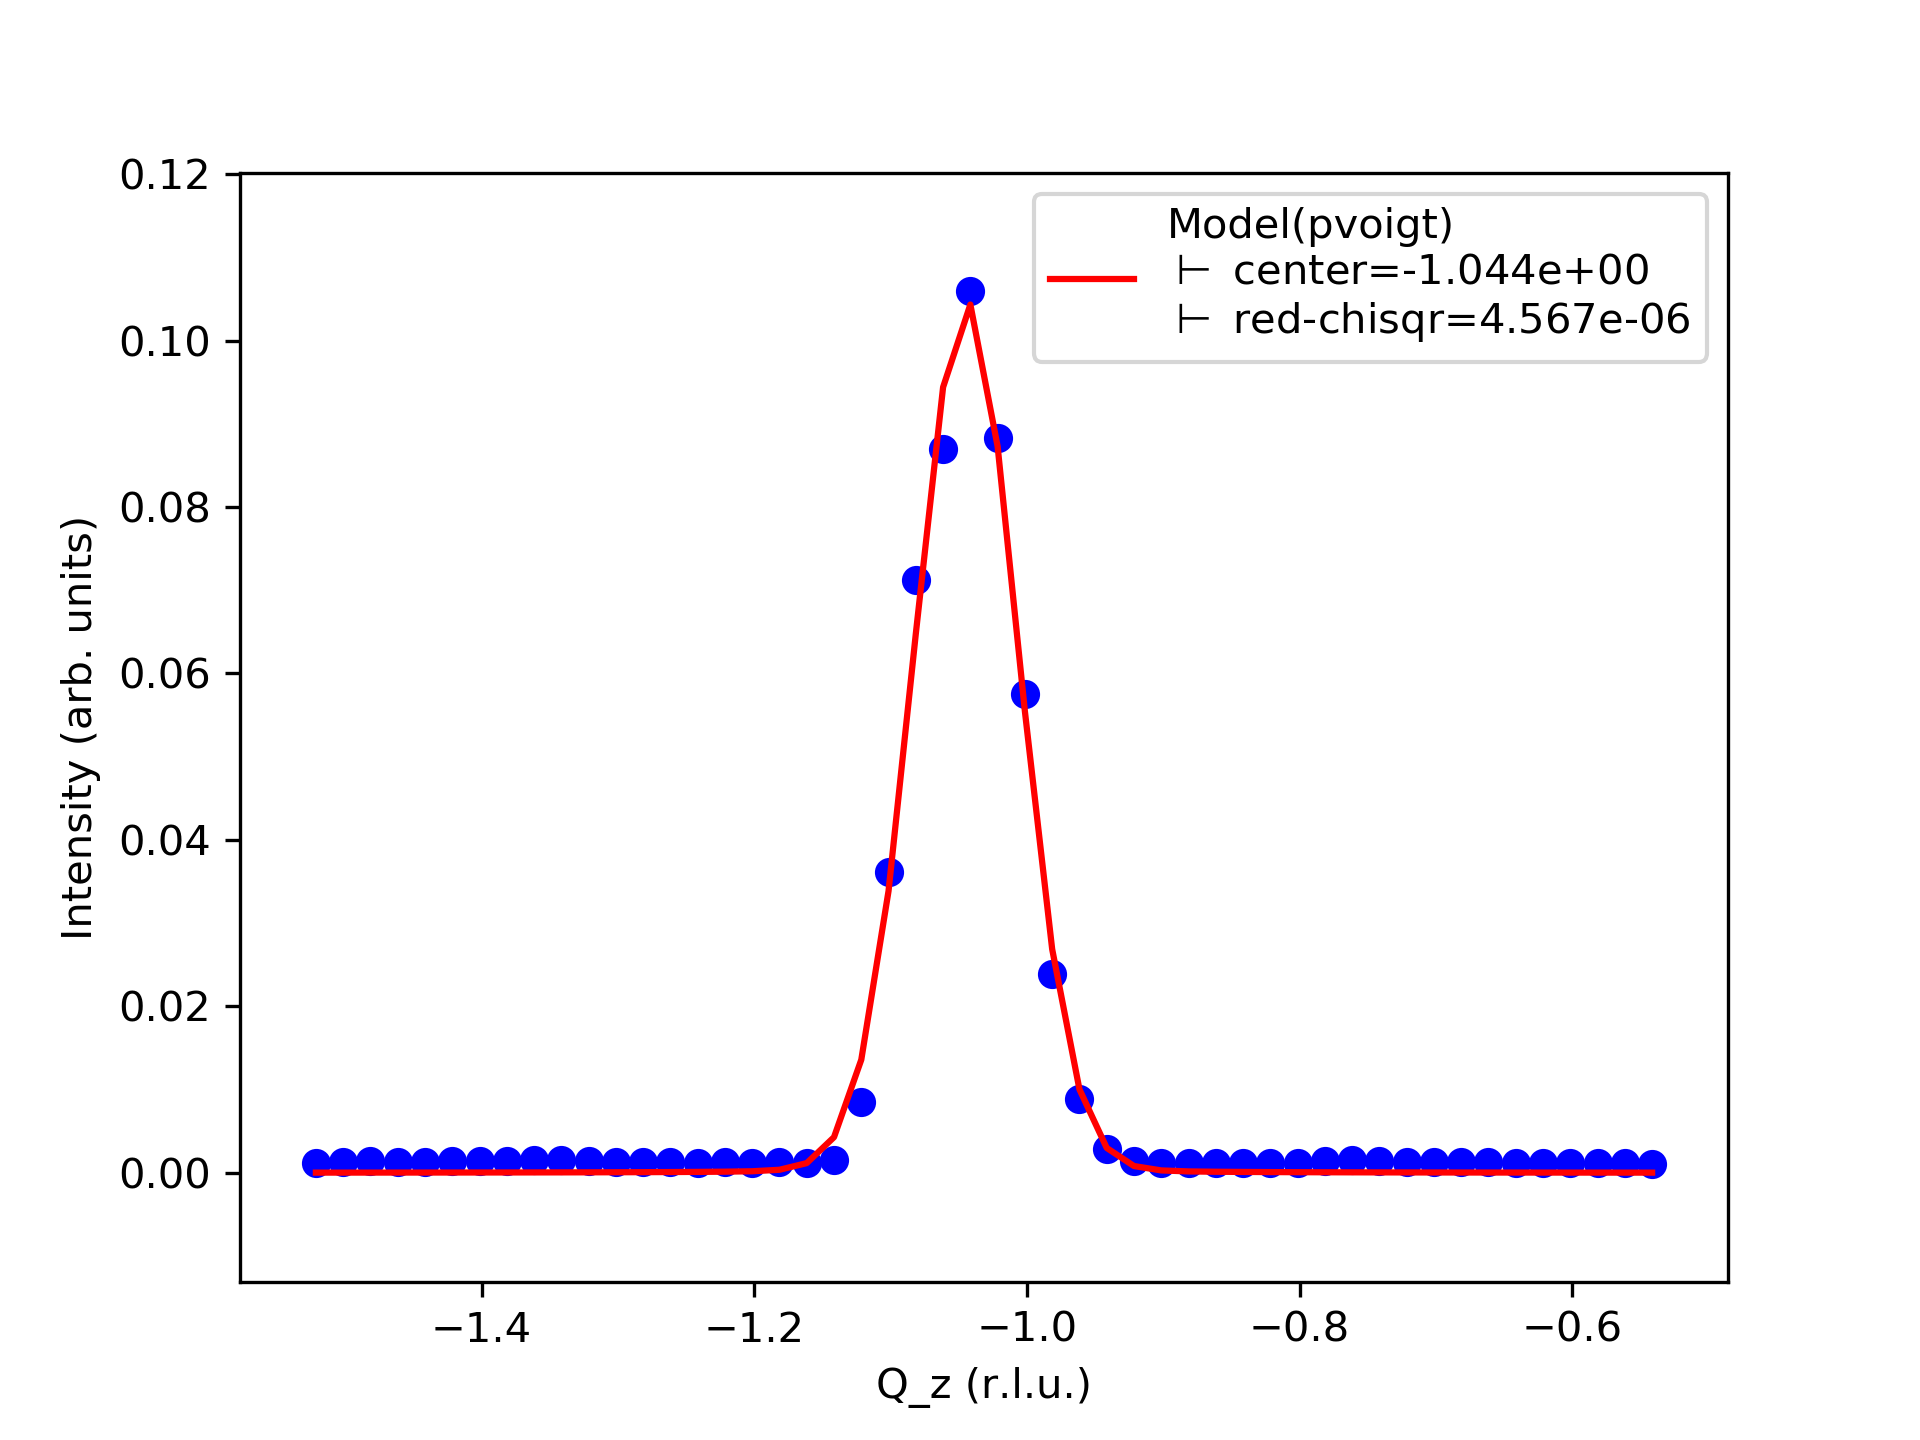 0.12
0.10
0.08
0.06
0.04
0.02
0.00
Intensity (arb. units)
Model(pvoigt)
⊢ center=-1.044e+00
⊢ red-chisqr=4.567e-06
−1.4
−1.2
−1.0
−0.8
−0.6
Q_z (r.l.u.)